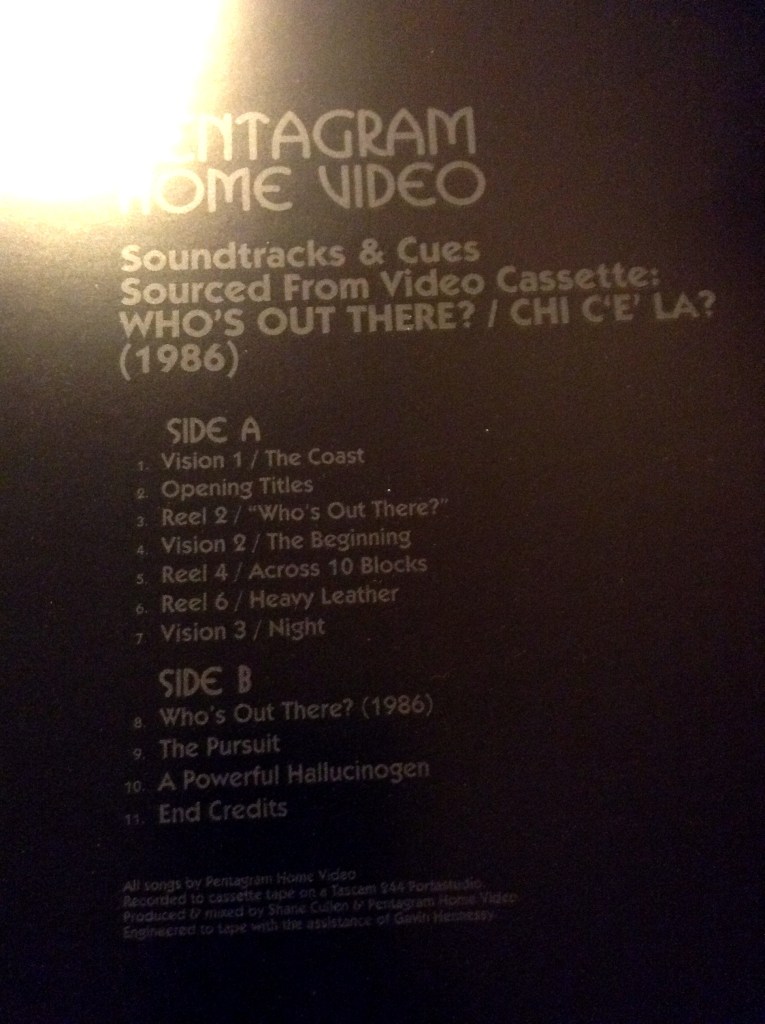 PENTAGRAM
HOME VIDEO
Soundtracks & Cues
Sourced From Video Cassette:
WHO'S OUT THERE? / CHI C'E' LA?
(1986)
SIDE A
1. Vision 1 / The Coast
2. Opening Titles
3. Reel 2 / "Who's Out There?"
4. Vision 2 / The Beginning
5. Reel 4 / Across 10 Blocks
6. Reel 6 / Heavy Leather
7 Vision 3 / Night
SIDE B
8. Who's Out There? (1986)
9. The Pursuit
10. A Powerful Hallucinogen
11. End Credits
All songs by Pentagram Home Video
Recorded to cassette tape on a Tascam 244 Portastudio
Produced & mixed by Shane Cullen & Pentagram Home Video
Engineered to tape with the assistance of Gavin Hennessy